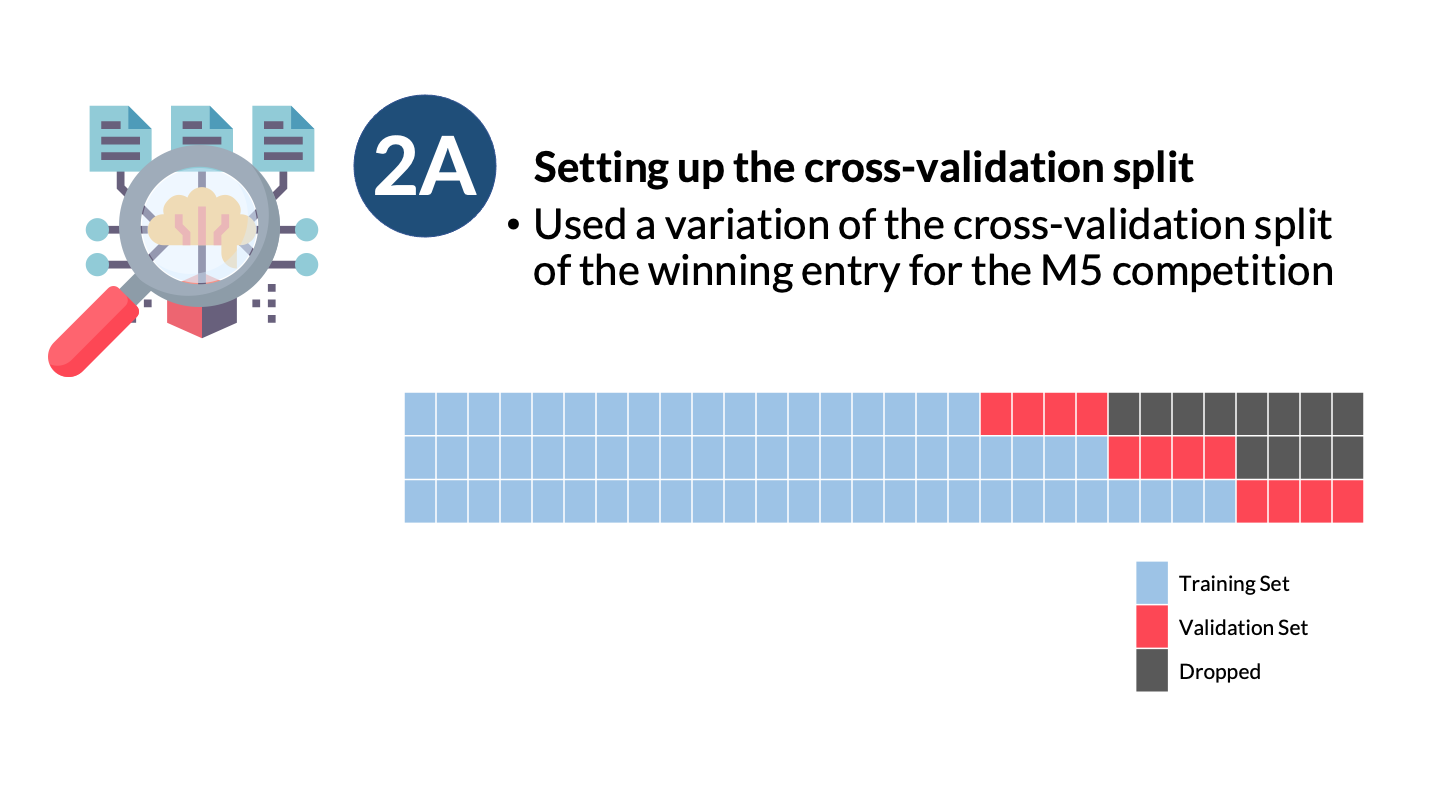 2A
Setting up the cross-validation split
• Used a variation of the cross-validation split
of the winning entry for the M5 competition
Training Set
Validation Set
Dropped